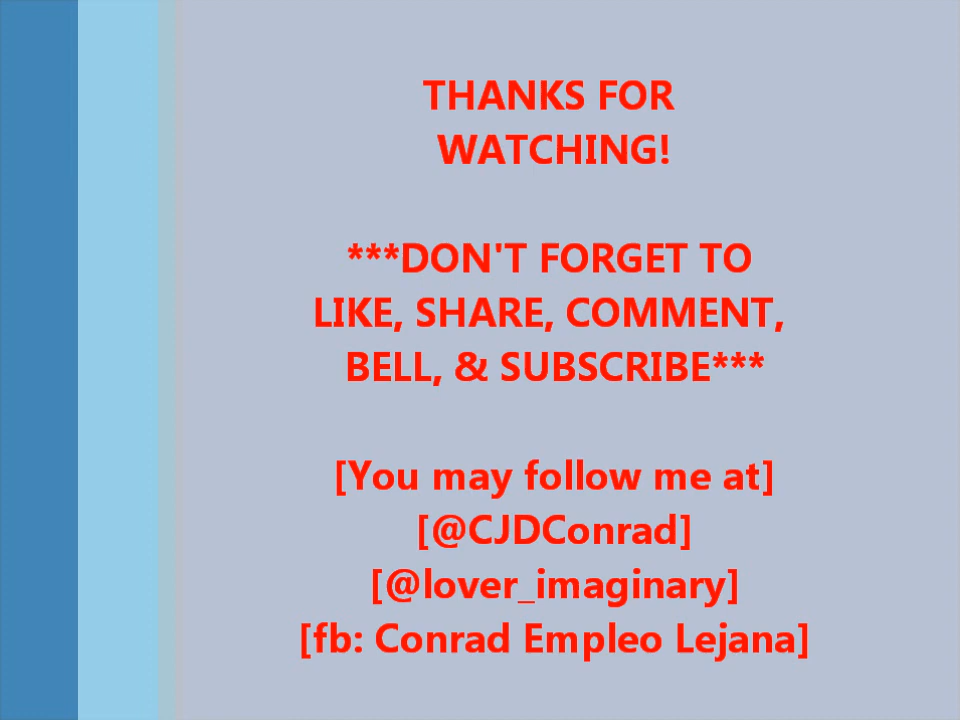 THANKS FOR
WATCHING!
***DON'T FORGET TO
LIKE, SHARE, COMMENT,
BELL, & SUBSCRIBE***
[You may follow me at]
[@CJDConrad]
[@lover_imaginary]
[fb: Conrad Empleo Lejana]